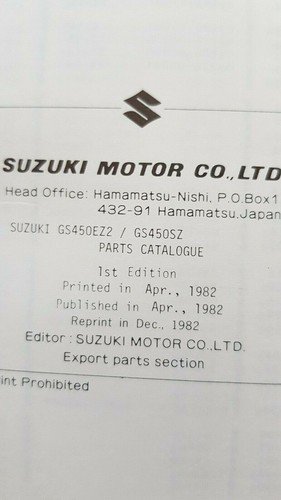 SUZUKI MOTOR CO., LTD
Head Office: Hamamatsu-Nishi, P.O.Box1
432-91 Hamamatsu,Japan
SUZUKI GS450EZ2 / GS450SZ
PARTS CATALOGUE
1st Edition
Printed in Apr., 1982
Published in Apr., 1982
Reprint in Dec., 1982
Editor : SUZUKI MOTOR CO.,LTD.
Export parts section
int Prohibited